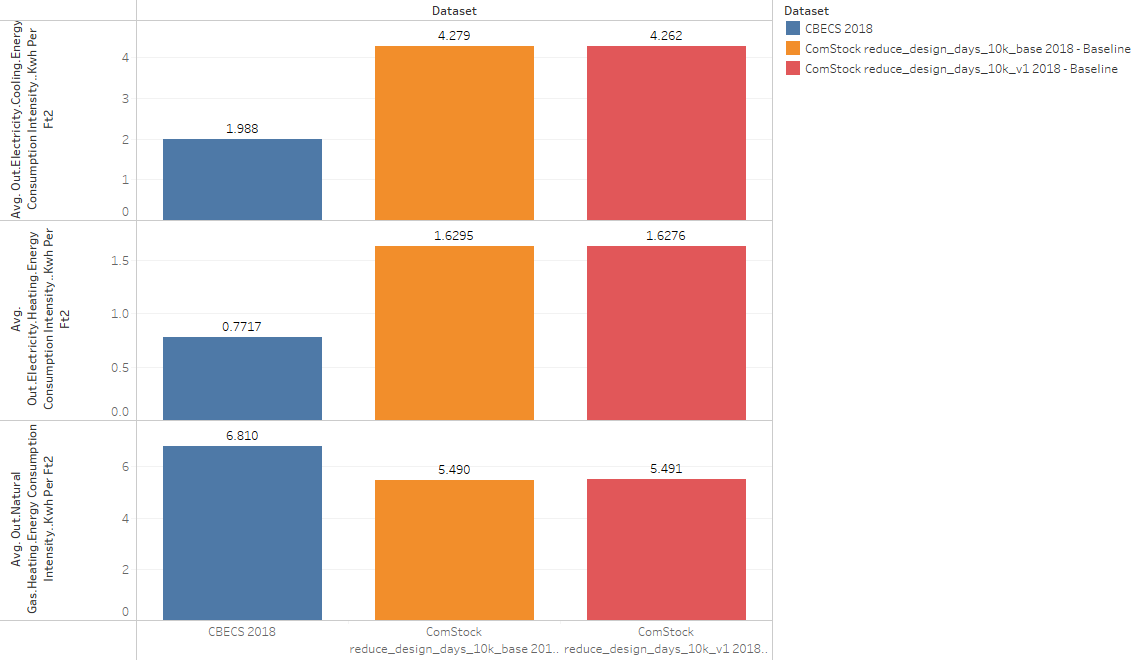 Dataset
Avg. Out.Electricity.Cooling.Energy
Consumption Intensity..Kwh Per
Ft2
4
3
2
1
0
1.988
4.279
4.262
Avg.
Out.Electricity.Heating.Energy
Consumption Intensity..Kwh Per
Ft2
1.5
1.0
0.5
0.0
0.7717
1.6295
1.6276
Avg. Out.Natural
Gas.Heating.Energy Consumption
Intensity..Kwh Per Ft2
6
4
2
0
6.810
5.490
5.491
CBECS 2018
ComStock
reduce_design_days_10k_base 201..
ComStock
reduce_design_days_10k_v1 2018..
Dataset
CBECS 2018
ComStock reduce_design_days_10k_base 2018 - Baseline
ComStock reduce_design_days_10k_v1 2018 - Baseline